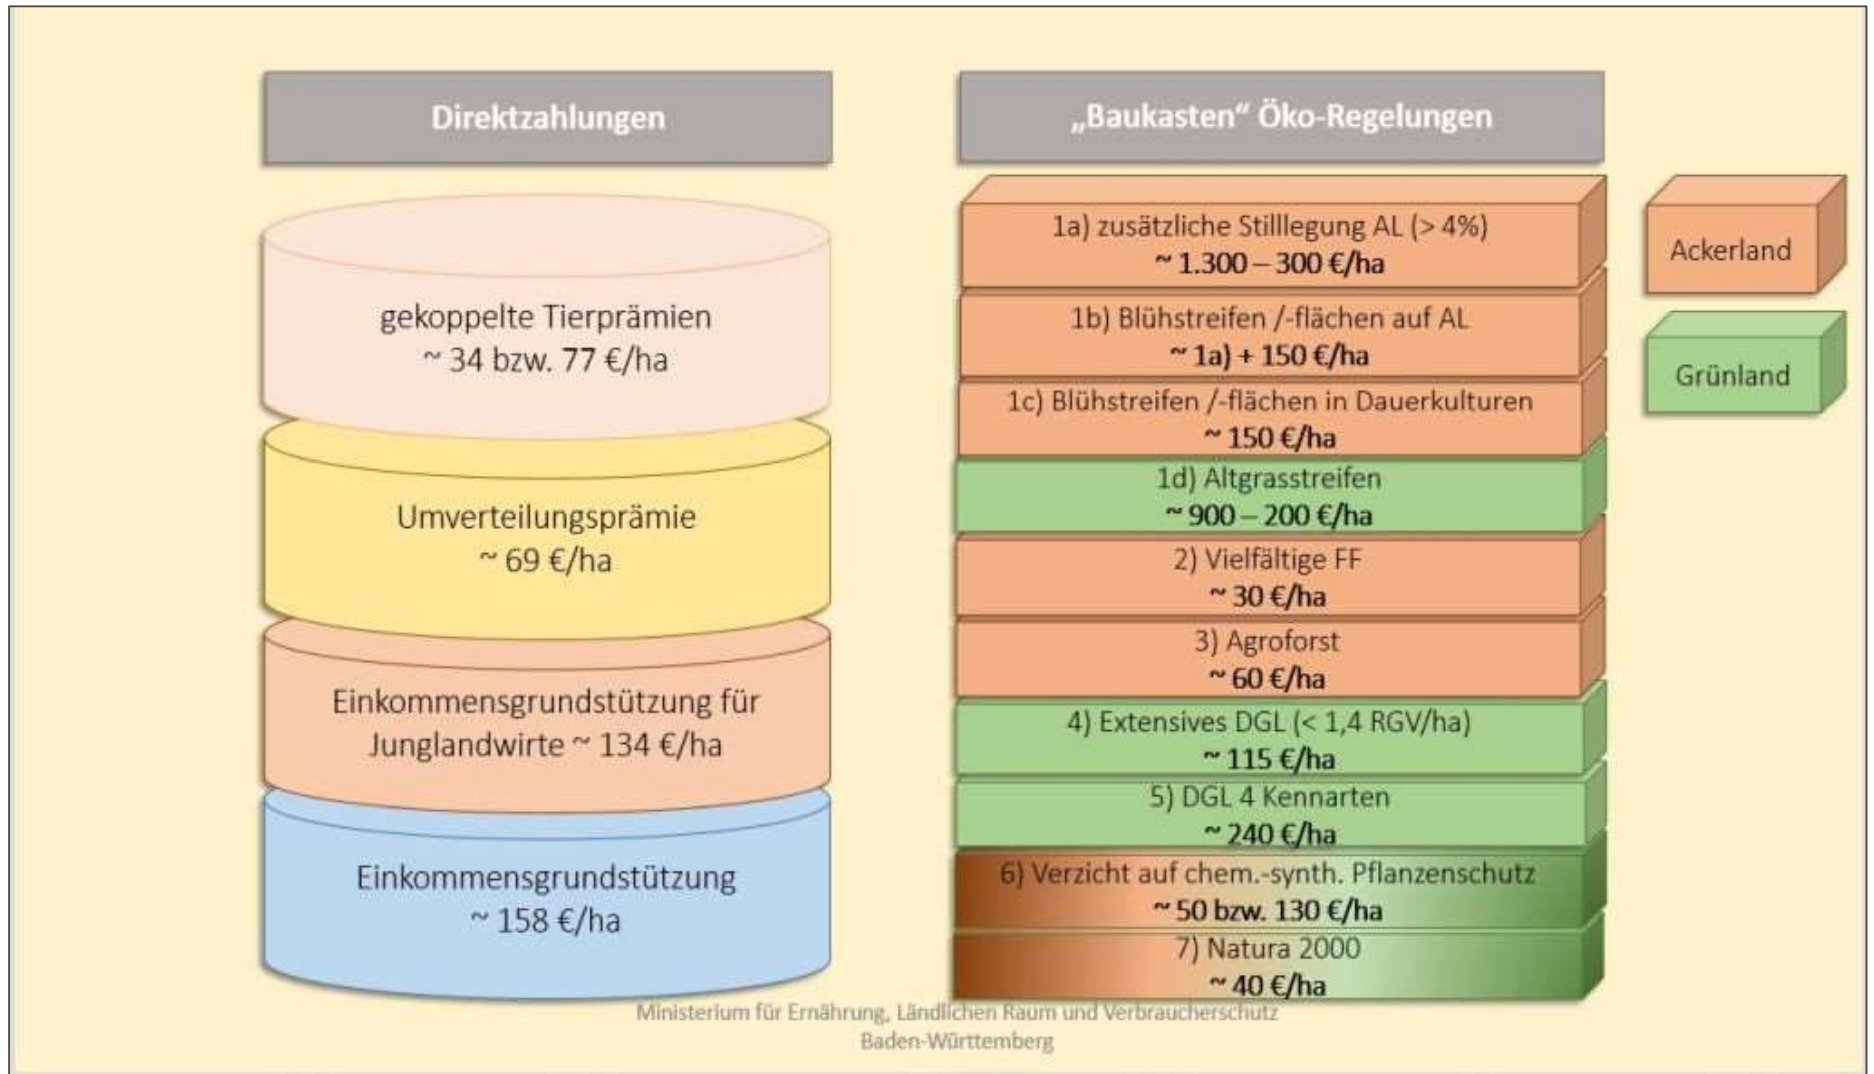 Direktzahlungen
gekoppelte Tierprämien
~ 34 bzw. 77 €/ha
Umverteilungsprämie
~ 69 €/ha
Einkommensgrundstützung für
Junglandwirte ~ 134 €/ha
Einkommensgrundstützung
~ 158 €/ha
„Baukasten“ Öko-Regelungen
1a) zusätzliche Stilllegung AL (> 4%)
~ 1.300 – 300 €/ha
1b) Blühstreifen /-flächen auf AL
~ 1a) + 150 €/ha
1c) Blühstreifen /-flächen in Dauerkulturen
~ 150 €/ha
1d) Altgrasstreifen
~ 900 – 200 €/ha
2) Vielfältige FF
~ 30 €/ha
3) Agroforst
~ 60 €/ha
4) Extensives DGL (< 1,4 RGV/ha)
~ 115 €/ha
5) DGL 4 Kennarten
~ 240 €/ha
6) Verzicht auf chem.-synth. Pflanzenschutz
~ 50 bzw. 130 €/ha
7) Natura 2000
~ 40 €/ha
Ackerland
Grünland
Ministerium für Ernährung, Ländlichen Raum und Verbraucherschutz
Baden-Württemberg